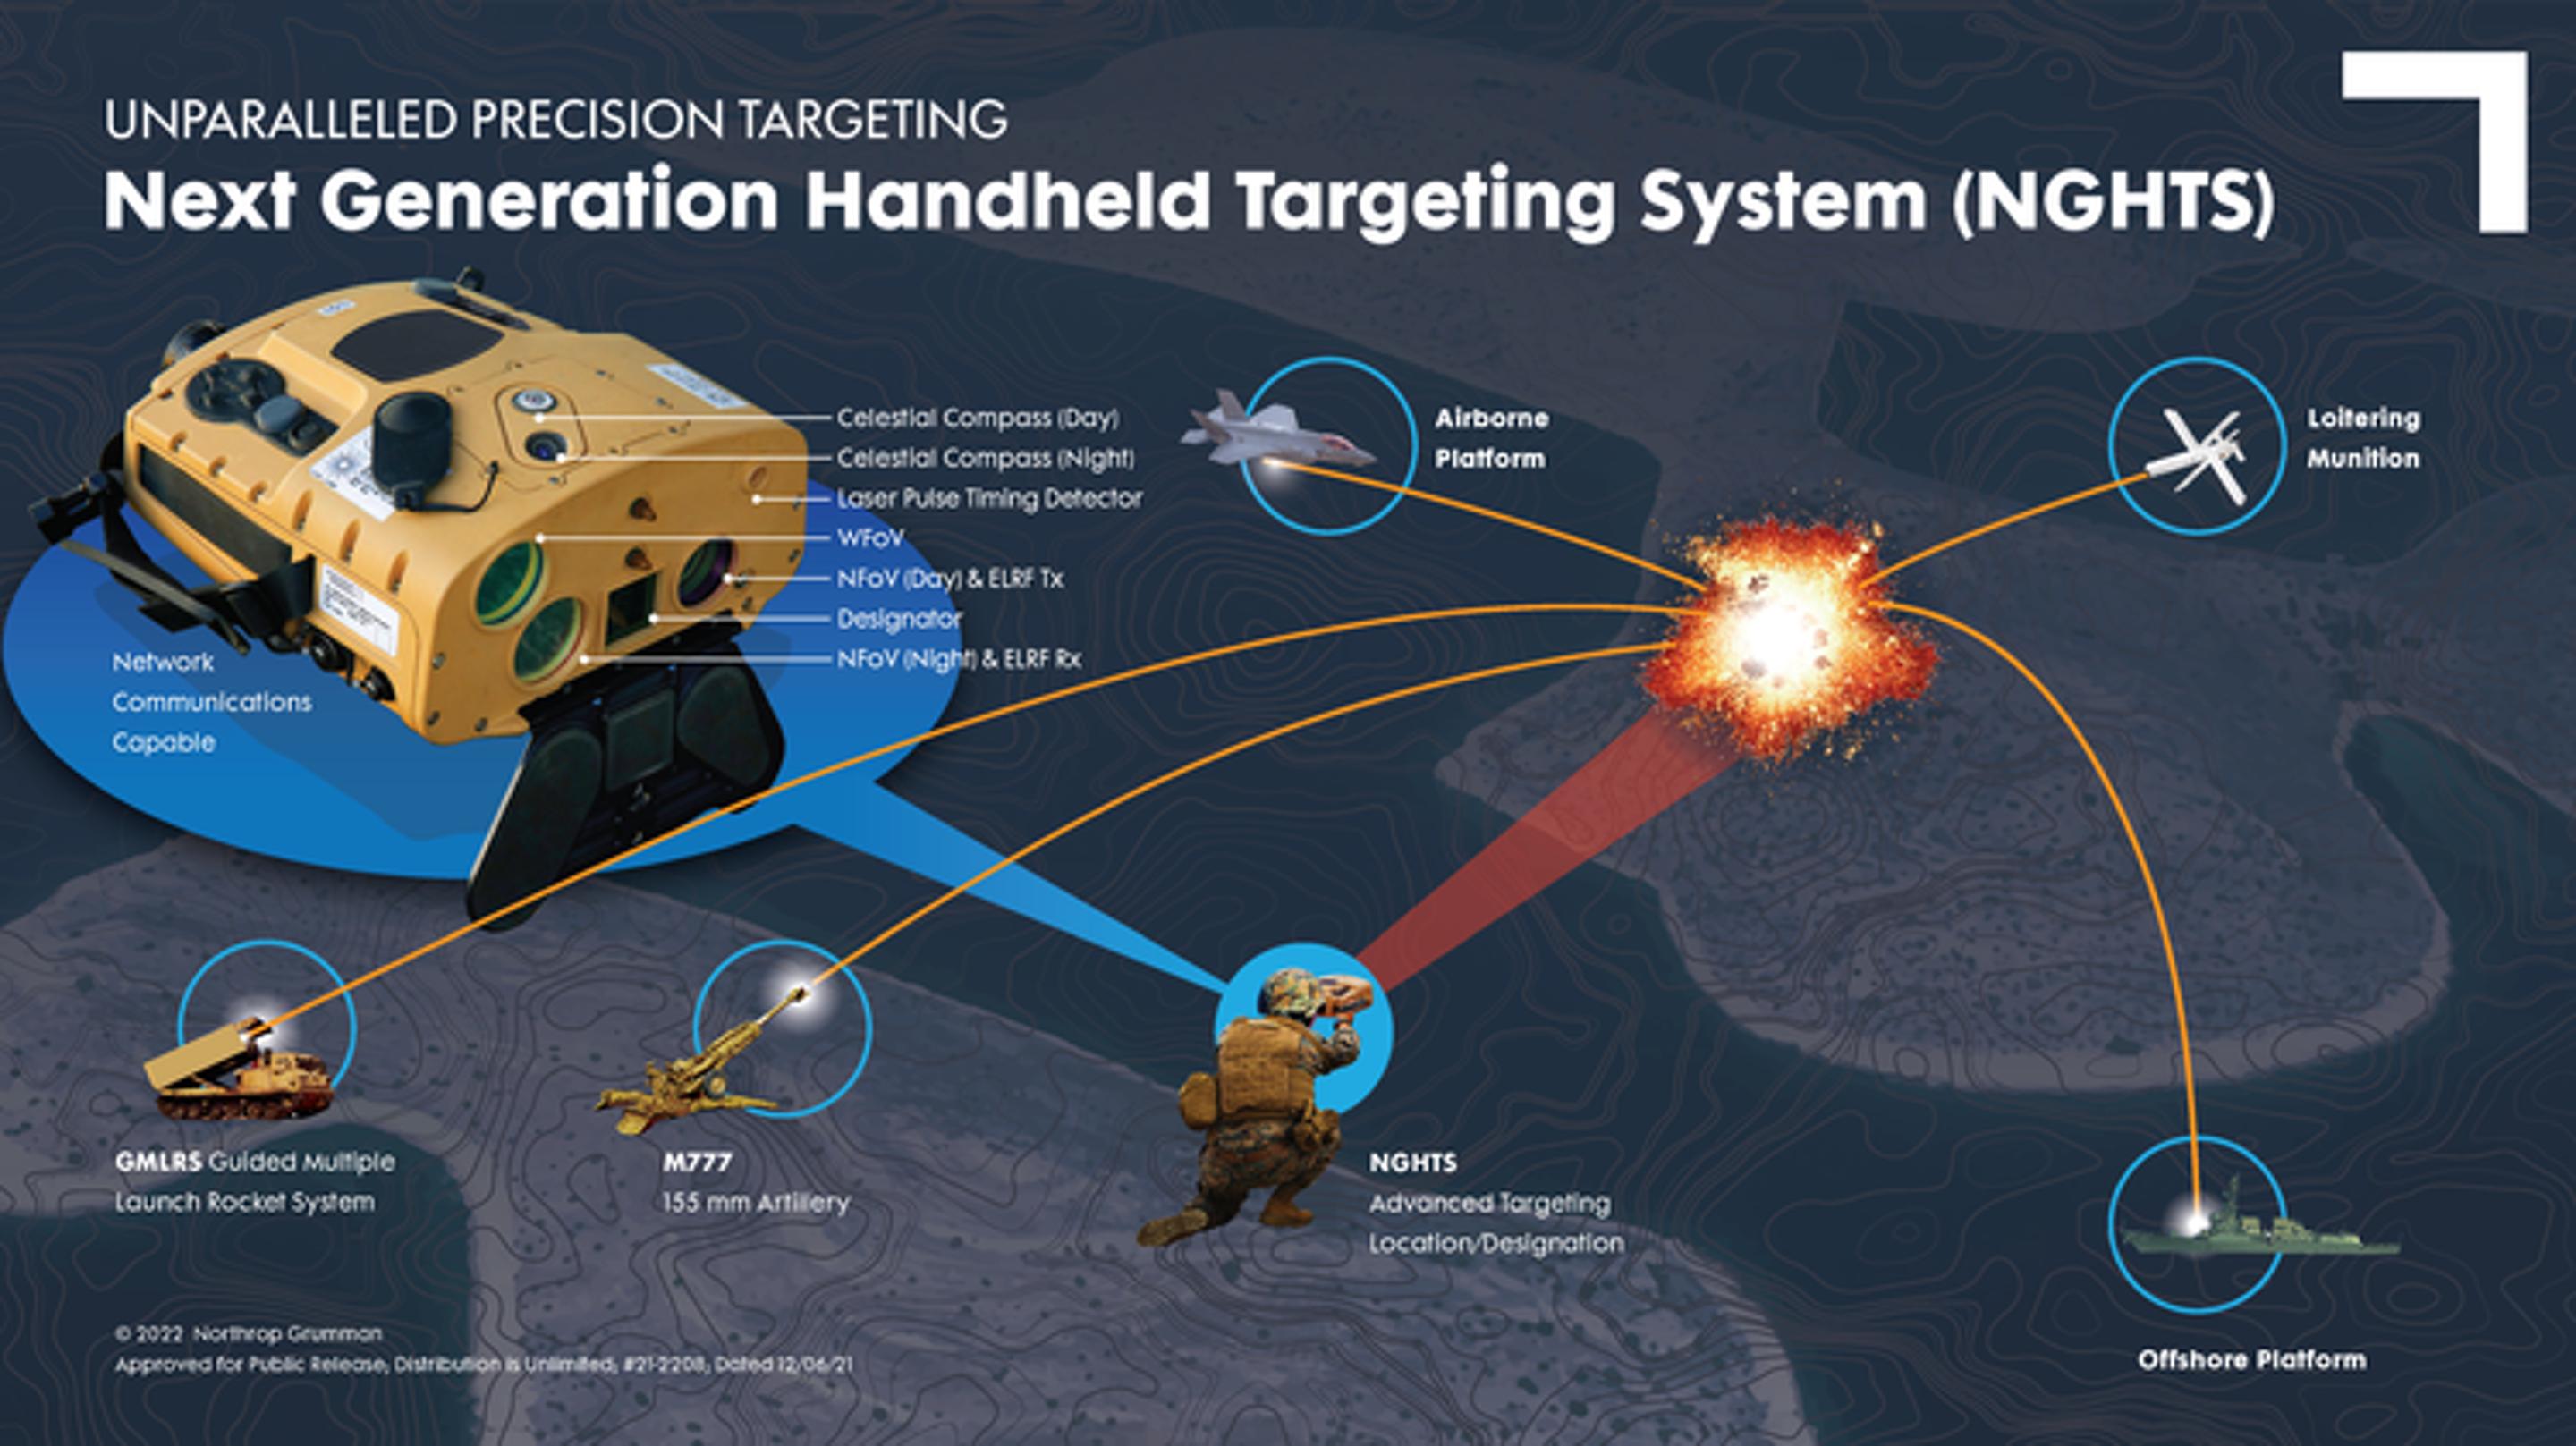 UNPARALLELED PRECISION TARGETING
Next Generation Handheld Targeting System (NGHTS)
Celestial Compass (Day)
Celestial Compass (Night)
Laser Pulse Timing Detector
WFoV
NFoV (Day) & ELRF Tx
Designator
NFoV (Night) & ELRF Rx
Network
Communications
Capable
Airborne
Platform
Loitering
Munition
GMLRS Guided Multiple
Launch Rocket System
M777
155 mm Artillery
NGHTS
Advanced Targeting
Location/Designation
Offshore Platform
© 2022 Northrop Grumman
Approved for Public Release; Distribution is Unlimited; #21-2208; Dated 12/06/21